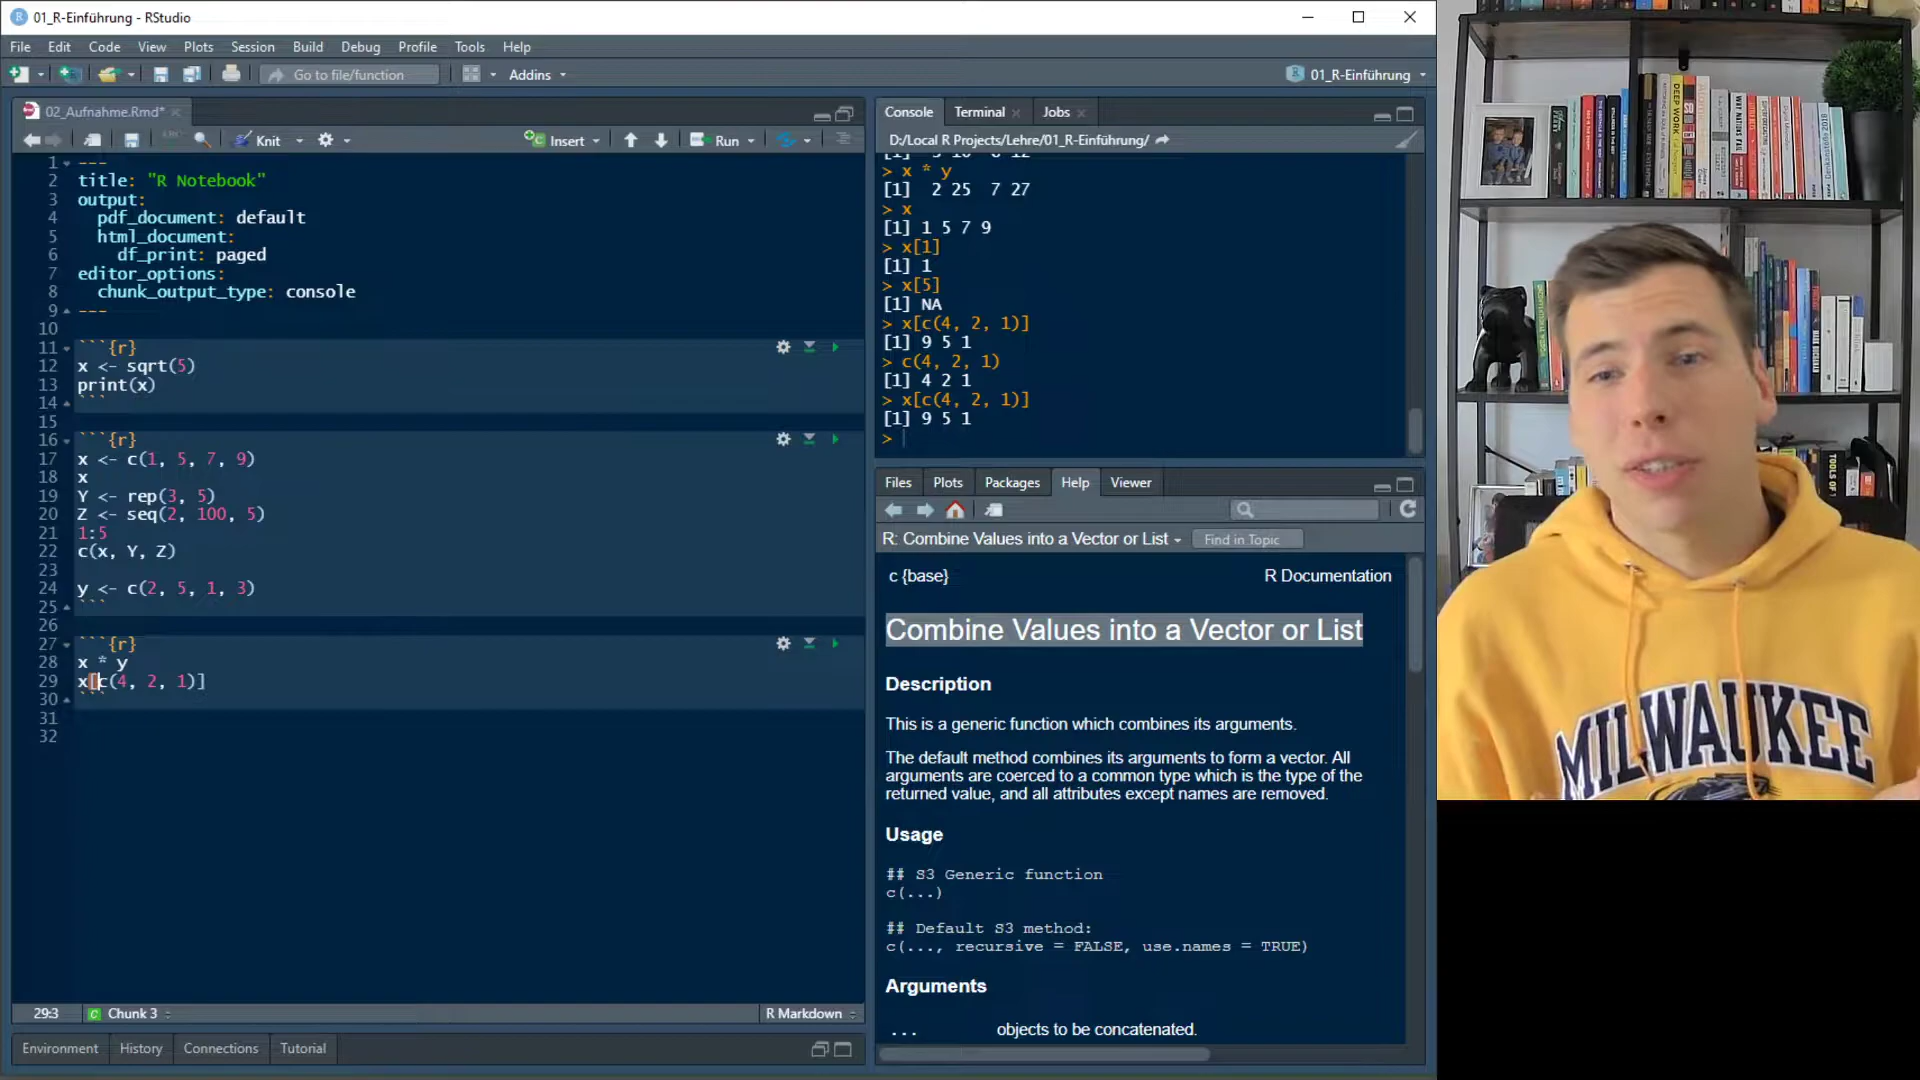 01_R-Einführung - RStudio
File Edit Code View Plots Session Build Debug Profile Tools Help
Go to file/function Addins 01_R-Einführung
02_Aufnahme.Rmd*
Knit Insert Run
1 ---
2 title: "R Notebook"
3 output:
4 pdf_document: default
5 html_document:
6 df_print: paged
7 editor_options:
8 chunk_output_type: console
9 ---
10
11 ```{r}
12 x <- sqrt(5)
13 print(x)
14 ```
15
16 ```{r}
17 x <- c(1, 5, 7, 9)
18 x
19 Y <- rep(3, 5)
20 Z <- seq(2, 100, 5)
21 1:5
22 c(x, Y, Z)
23
24 y <- c(2, 5, 1, 3)
25 ```
26
27 ```{r}
28 x * y
29 x[c(4, 2, 1)]
30 ```
31
32
29:3 Chunk 3 R Markdown
Environment History Connections Tutorial
Console Terminal Jobs
D:/Local R Projects/Lehre/01_R-Einführung/
> x * y
[1] 2 25 7 27
> x
[1] 1 5 7 9
> x[1]
[1] 1
> x[5]
[1] NA
> x[c(4, 2, 1)]
[1] 9 5 1
> c(4, 2, 1)
[1] 4 2 1
> x[c(4, 2, 1)]
[1] 9 5 1
>
Files Plots Packages Help Viewer
R: Combine Values into a Vector or List Find in Topic
c {base} R Documentation
Combine Values into a Vector or List
Description
This is a generic function which combines its arguments.
The default method combines its arguments to form a vector. All
arguments are coerced to a common type which is the type of the
returned value, and all attributes except names are removed.
Usage
## S3 Generic function
c(...)
## Default S3 method:
c(..., recursive = FALSE, use.names = TRUE)
Arguments
... objects to be concatenated.
DEEP WORK
WHY NATIONS FAIL
TOOLS OF
MILWAUKEE